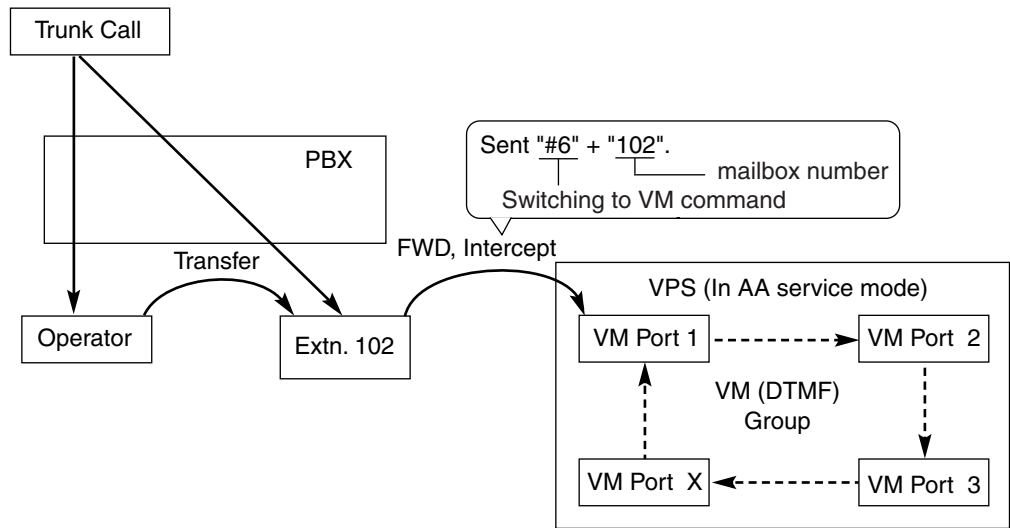 Trunk Call
PBX
Sent "#6" + "102".
mailbox number
Switching to VM command
Transfer
FWD, Intercept
VPS (In AA service mode)
Operator
Extn. 102
VM Port 1
VM Port 2
VM (DTMF)
Group
VM Port X
VM Port 3